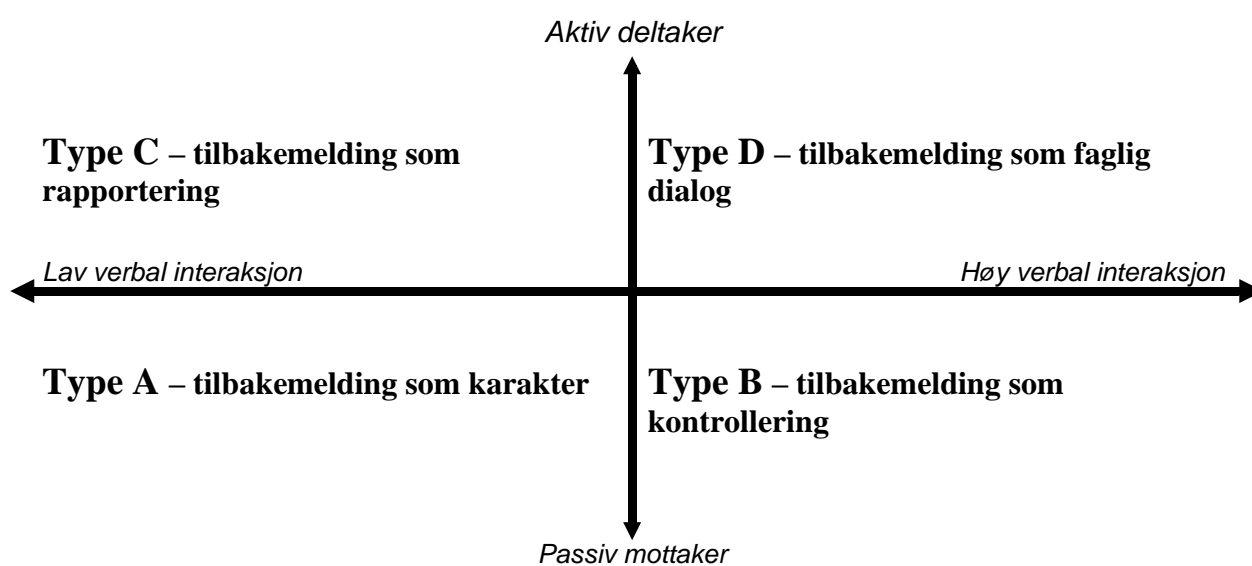 Aktiv deltaker
Type C – tilbakemelding som
rapportering
Type D – tilbakemelding som faglig
dialog
Lav verbal interaksjon
Høy verbal interaksjon
Type A – tilbakemelding som karakter
Type B – tilbakemelding som
kontrollering
Passiv mottaker